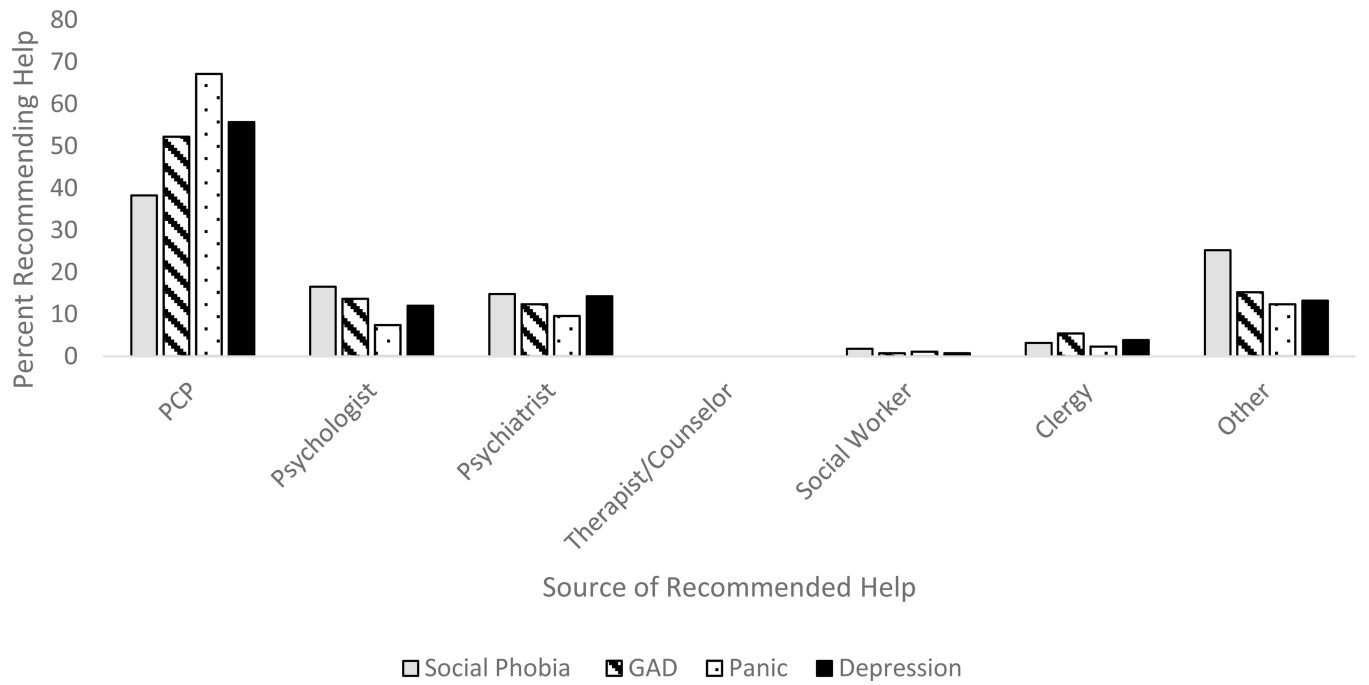 80
70
60
50
40
30
20
10
0
Percent Recommending Help
PCP
Psychologist
Psychiatrist
Therapist/Counselor
Social Worker
Clergy
Other
Source of Recommended Help
Social Phobia GAD Panic Depression